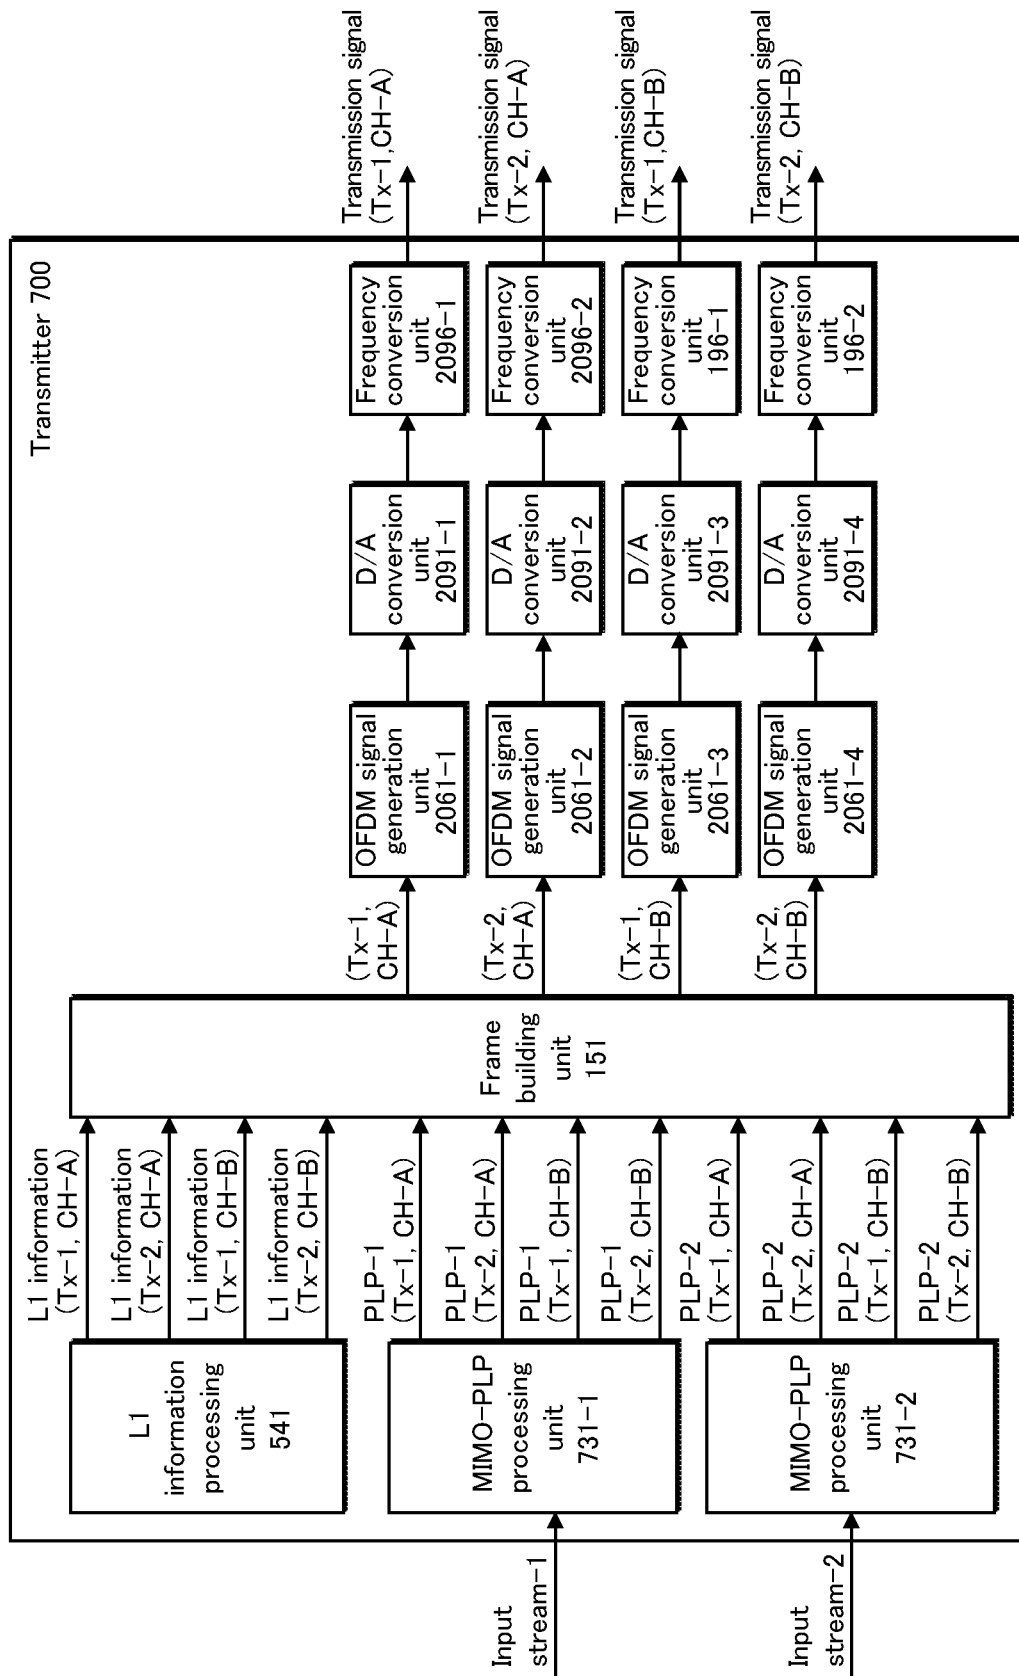 Transmitter 700
Input
stream-1
Input
stream-2
L1
information
processing
unit
541
MIMO-PLP
processing
unit
731-1
MIMO-PLP
processing
unit
731-2
L1 information
(Tx-1, CH-A)
L1 information
(Tx-2, CH-A)
L1 information
(Tx-1, CH-B)
L1 information
(Tx-2, CH-B)
PLP-1
(Tx-1, CH-A)
PLP-1
(Tx-2, CH-A)
PLP-1
(Tx-1, CH-B)
PLP-1
(Tx-2, CH-B)
PLP-2
(Tx-1, CH-A)
PLP-2
(Tx-2, CH-A)
PLP-2
(Tx-1, CH-B)
PLP-2
(Tx-2, CH-B)
Frame
building
unit
151
(Tx-1,
CH-A)
(Tx-2,
CH-A)
(Tx-1,
CH-B)
(Tx-2,
CH-B)
OFDM signal
generation
unit
2061-1
OFDM signal
generation
unit
2061-2
OFDM signal
generation
unit
2061-3
OFDM signal
generation
unit
2061-4
D/A
conversion
unit
2091-1
D/A
conversion
unit
2091-2
D/A
conversion
unit
2091-3
D/A
conversion
unit
2091-4
Frequency
conversion
unit
2096-1
Frequency
conversion
unit
2096-2
Frequency
conversion
unit
196-1
Frequency
conversion
unit
196-2
Transmission signal
(Tx-1,CH-A)
Transmission signal
(Tx-2, CH-A)
Transmission signal
(Tx-1,CH-B)
Transmission signal
(Tx-2, CH-B)